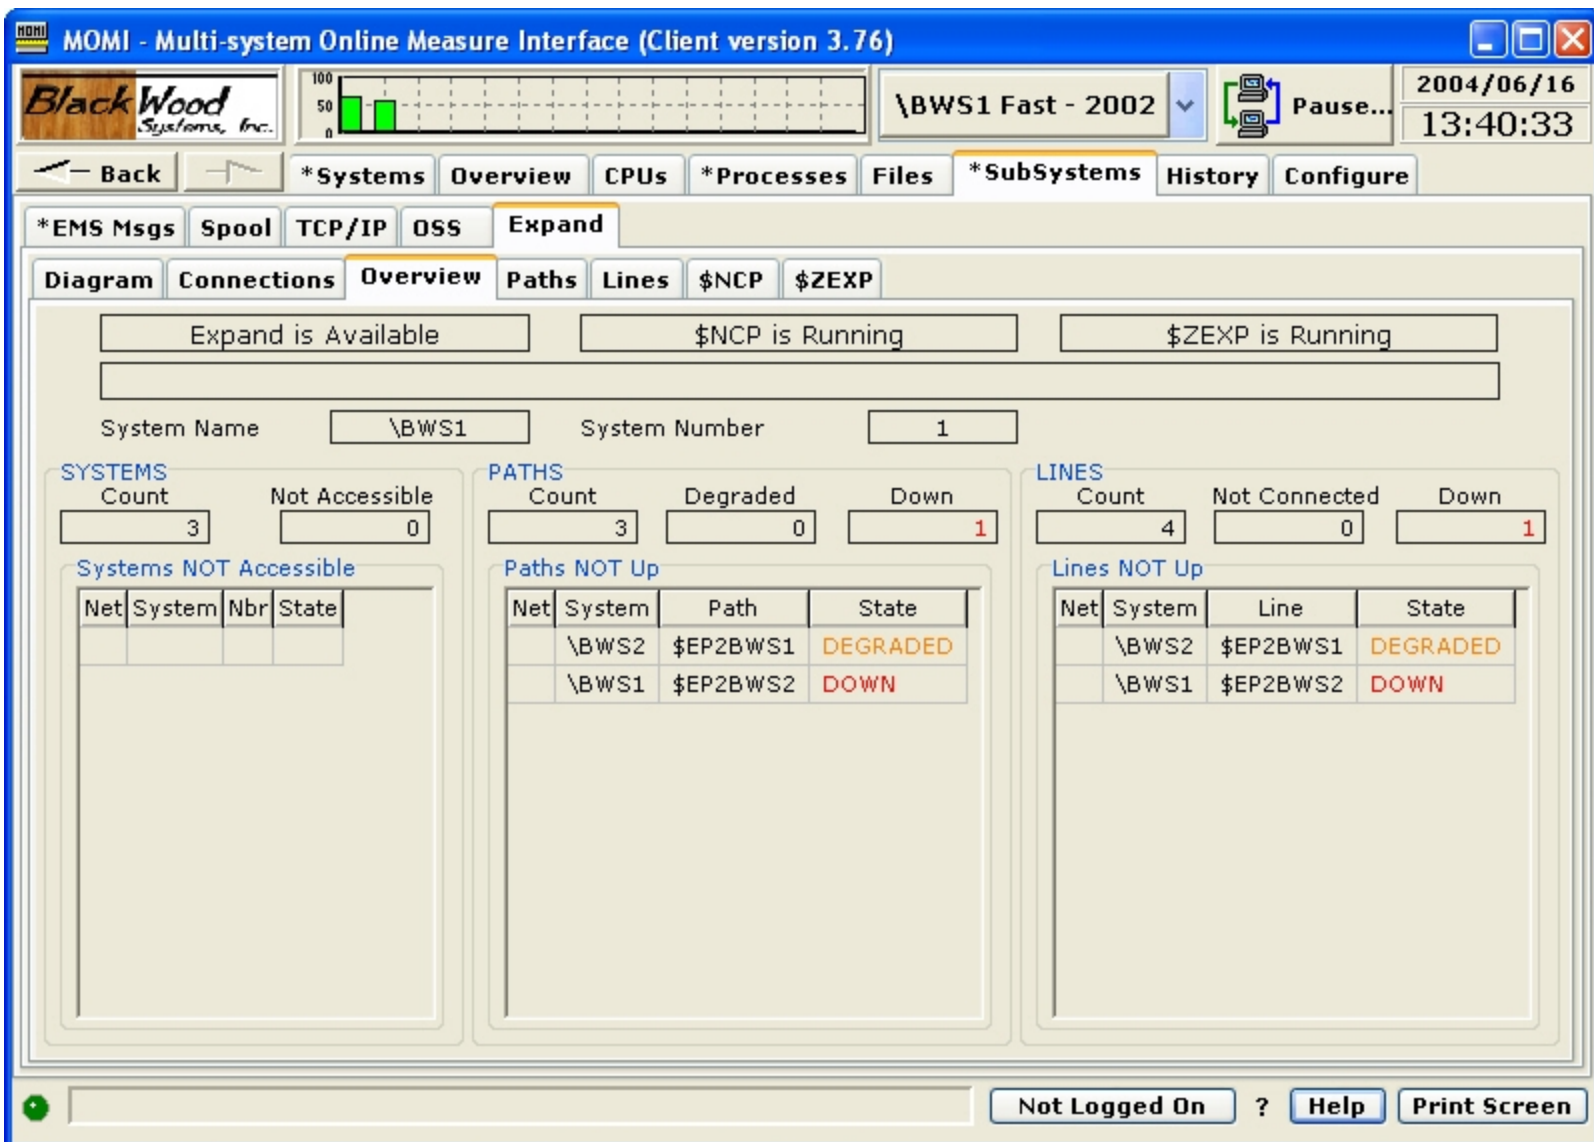 MOMI
MOMI - Multi-system Online Measure Interface (Client version 3.76)
BlackWood
Systems, Inc.
100
50
0
\BWS1 Fast - 2002
Pause...
2004/06/16
13:40:33
Back
*Systems Overview CPUs *Processes Files *SubSystems History Configure
*EMS Msgs Spool TCP/IP OSS Expand
Diagram Connections Overview Paths Lines $NCP $ZEXP
Expand is Available $NCP is Running $ZEXP is Running
System Name \BWS1 System Number 1
SYSTEMS
Count Not Accessible
3 0
Systems NOT Accessible
Net System Nbr State
PATHS
Count Degraded Down
3 0 1
Paths NOT Up
Net System Path State
\BWS2 $EP2BWS1 DEGRADED
\BWS1 $EP2BWS2 DOWN
LINES
Count Not Connected Down
4 0 1
Lines NOT Up
Net System Line State
\BWS2 $EP2BWS1 DEGRADED
\BWS1 $EP2BWS2 DOWN
Not Logged On ? Help Print Screen